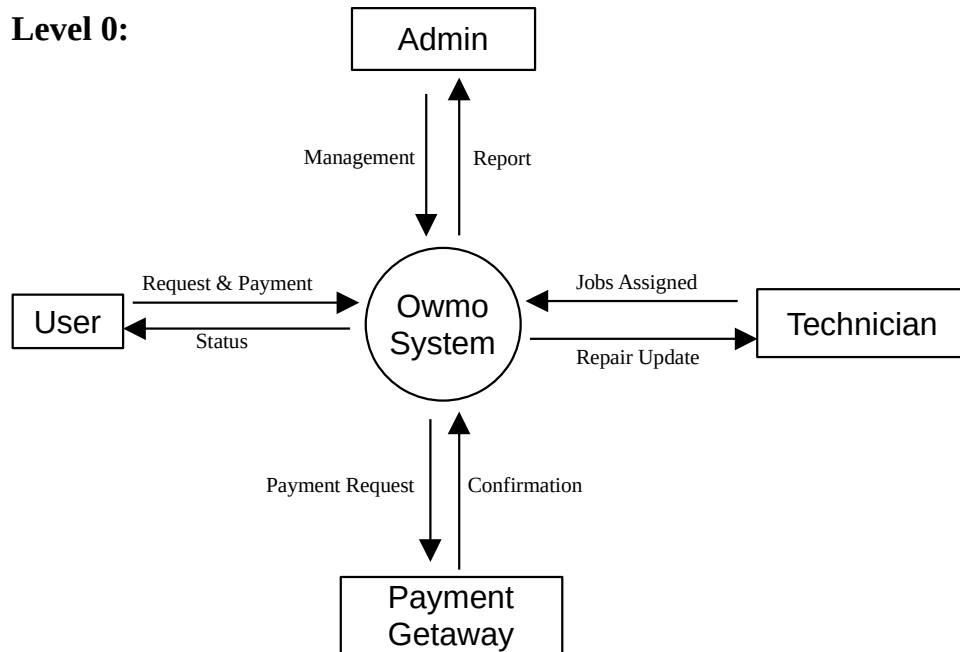 Level 0:
Admin
Management
Report
Request & Payment
Jobs Assigned
User
Owmo
System
Technician
Status
Repair Update
Payment Request
Confirmation
Payment
Getaway